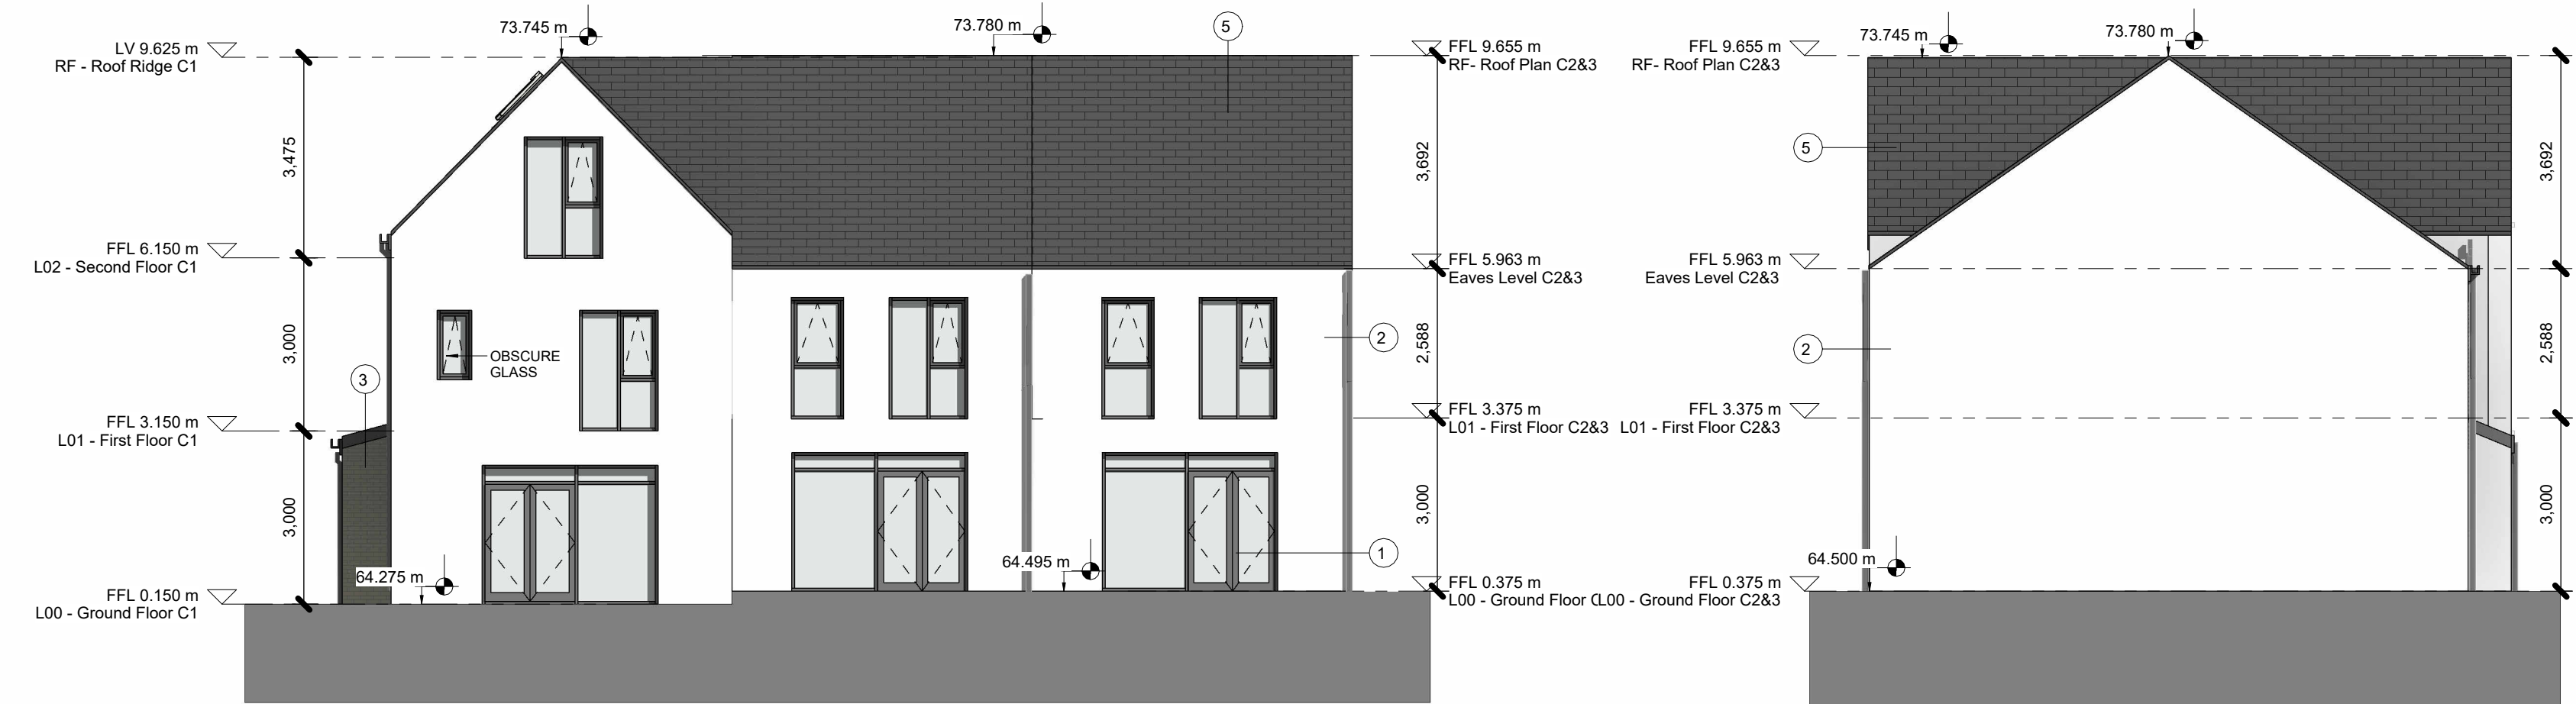 73.745 m
73.780 m
5
LV 9.625 m
RF - Roof Ridge C1
FFL 9.655 m
RF- Roof Plan C2&3
3,475
3,692
FFL 6.150 m
L02 - Second Floor C1
FFL 5.963 m
Eaves Level C2&3
3,000
OBSCURE
GLASS
2
2,588
3
FFL 3.150 m
L01 - First Floor C1
FFL 3.375 m
L01 - First Floor C2&3
3,000
3,000
1
64.275 m
64.495 m
FFL 0.150 m
L00 - Ground Floor C1
FFL 0.375 m
L00 - Ground Floor
73.745 m
73.780 m
FFL 9.655 m
RF- Roof Plan C2&3
5
3,692
FFL 5.963 m
Eaves Level C2&3
2
2,588
FFL 3.375 m
L01 - First Floor C2&3
3,000
64.500 m
FFL 0.375 m
L00 - Ground Floor C2&3